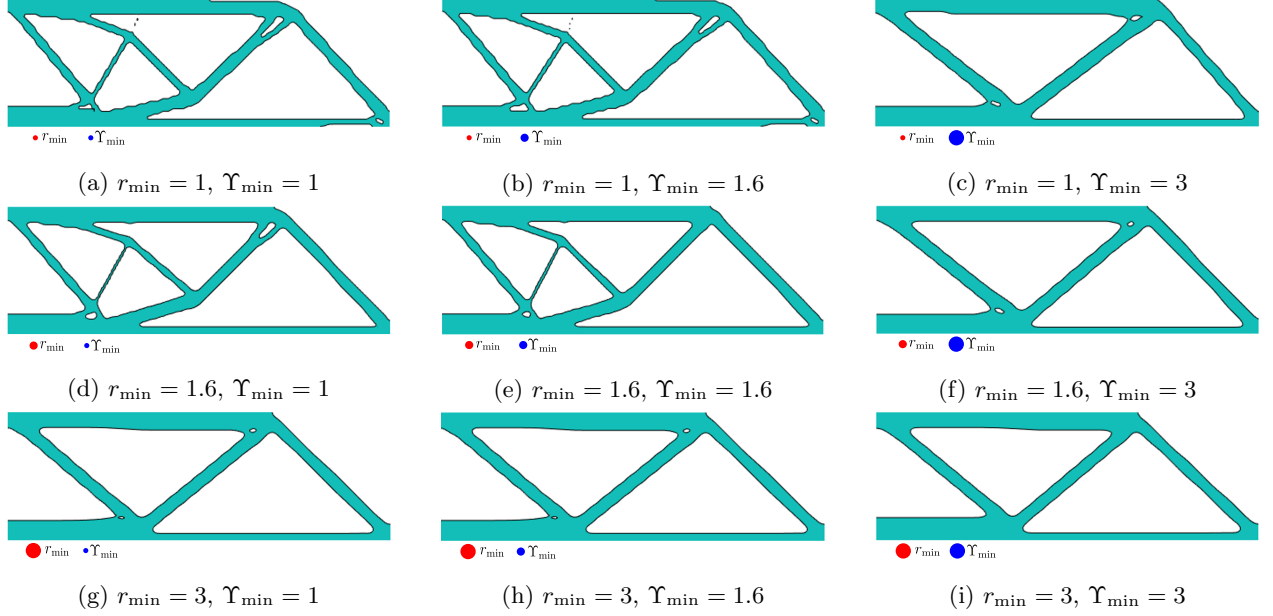 r_min ϒ_min r_min ϒ_min r_min ϒ_min
(a) r_min = 1, ϒ_min = 1 (b) r_min = 1, ϒ_min = 1.6 (c) r_min = 1, ϒ_min = 3
r_min ϒ_min r_min ϒ_min r_min ϒ_min
(d) r_min = 1.6, ϒ_min = 1 (e) r_min = 1.6, ϒ_min = 1.6 (f) r_min = 1.6, ϒ_min = 3
r_min ϒ_min r_min ϒ_min r_min ϒ_min
(g) r_min = 3, ϒ_min = 1 (h) r_min = 3, ϒ_min = 1.6 (i) r_min = 3, ϒ_min = 3